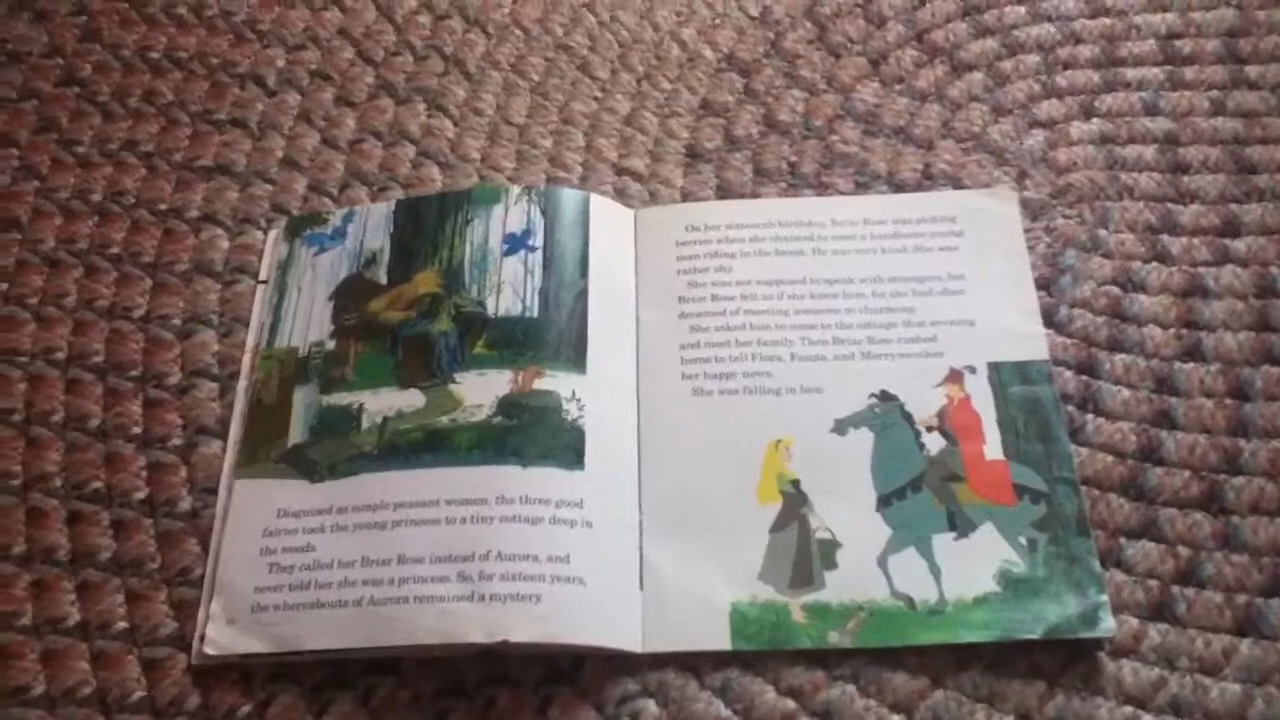 Disguised as simple peasant women, the three good
fairies took the young princess to a tiny cottage deep in
the woods.
They called her Briar Rose instead of Aurora, and
never told her she was a princess. So, for sixteen years,
the whereabouts of Aurora remained a mystery.
On her sixteenth birthday, Briar Rose was picking
berries when she chanced to meet a handsome young
man riding in the forest. He was very kind. She was
rather shy.
She was not supposed to speak with strangers, but
Briar Rose felt as if she knew him, for she had often
dreamed of meeting someone so charming.
She asked him to come to the cottage that evening
and meet her family. Then Briar Rose rushed
home to tell Flora, Fauna, and Merryweather
her happy news.
She was falling in love.